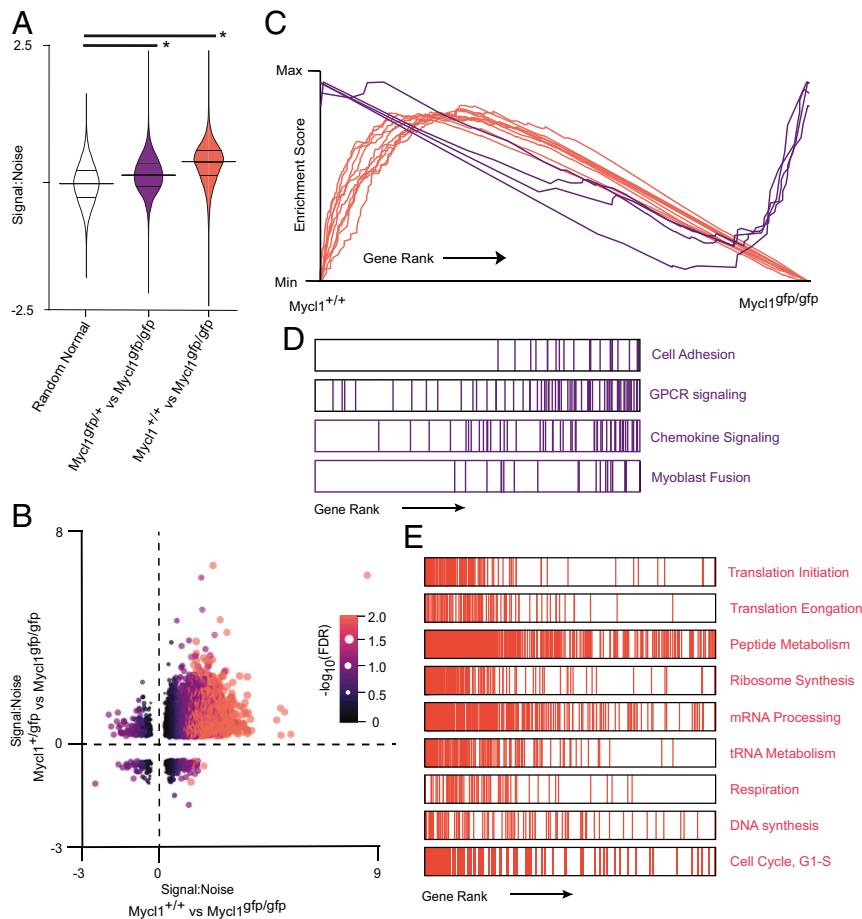 A
2.5
*
*
Signal:Noise
-2.5
Random Normal
Mycl1gfp/+ vs Mycl1gfp/gfp
Mycl1+/+ vs Mycl1gfp/gfp
C
Max
Enrichment Score
Gene Rank
Min
Mycl1+/+
Mycl1gfp/gfp
D
Cell Adhesion
GPCR signaling
Chemokine Signaling
Myoblast Fusion
Gene Rank
B
8
Signal:Noise
Mycl1+/gfp vs Mycl1gfp/gfp
0
-3
-3
0
9
Signal:Noise
Mycl1+/+ vs Mycl1gfp/gfp
-log10(FDR)
2.0
1.5
1.0
0.5
0
E
Translation Initiation
Translation Eongation
Peptide Metabolism
Ribosome Synthesis
mRNA Processing
tRNA Metabolism
Respiration
DNA synthesis
Cell Cycle, G1-S
Gene Rank